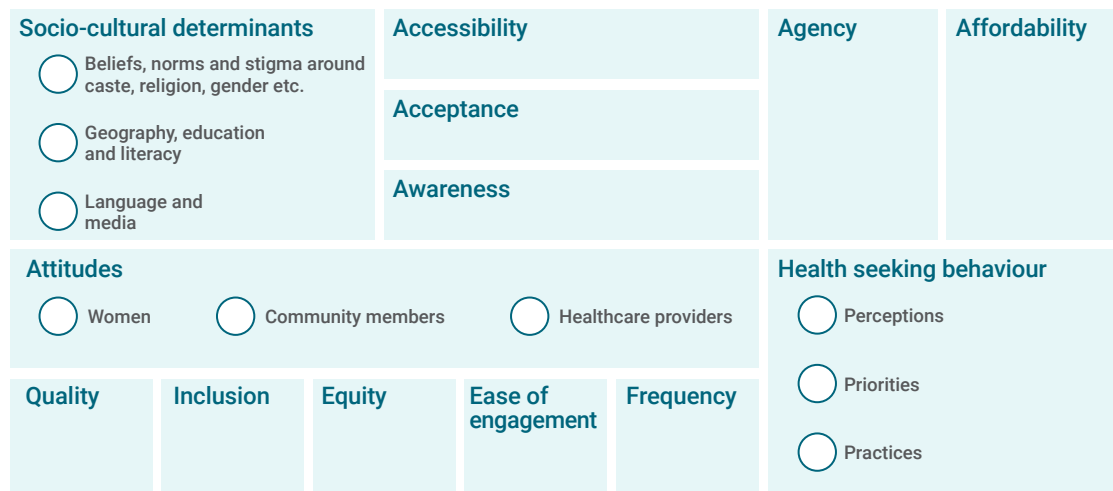 Socio-cultural determinants
Beliefs, norms and stigma around
caste, religion, gender etc.
Geography, education
and literacy
Language and
media
Accessibility
Acceptance
Awareness
Agency
Affordability
Attitudes
Women
Community members
Healthcare providers
Health seeking behaviour
Perceptions
Priorities
Practices
Quality
Inclusion
Equity
Ease of
engagement
Frequency